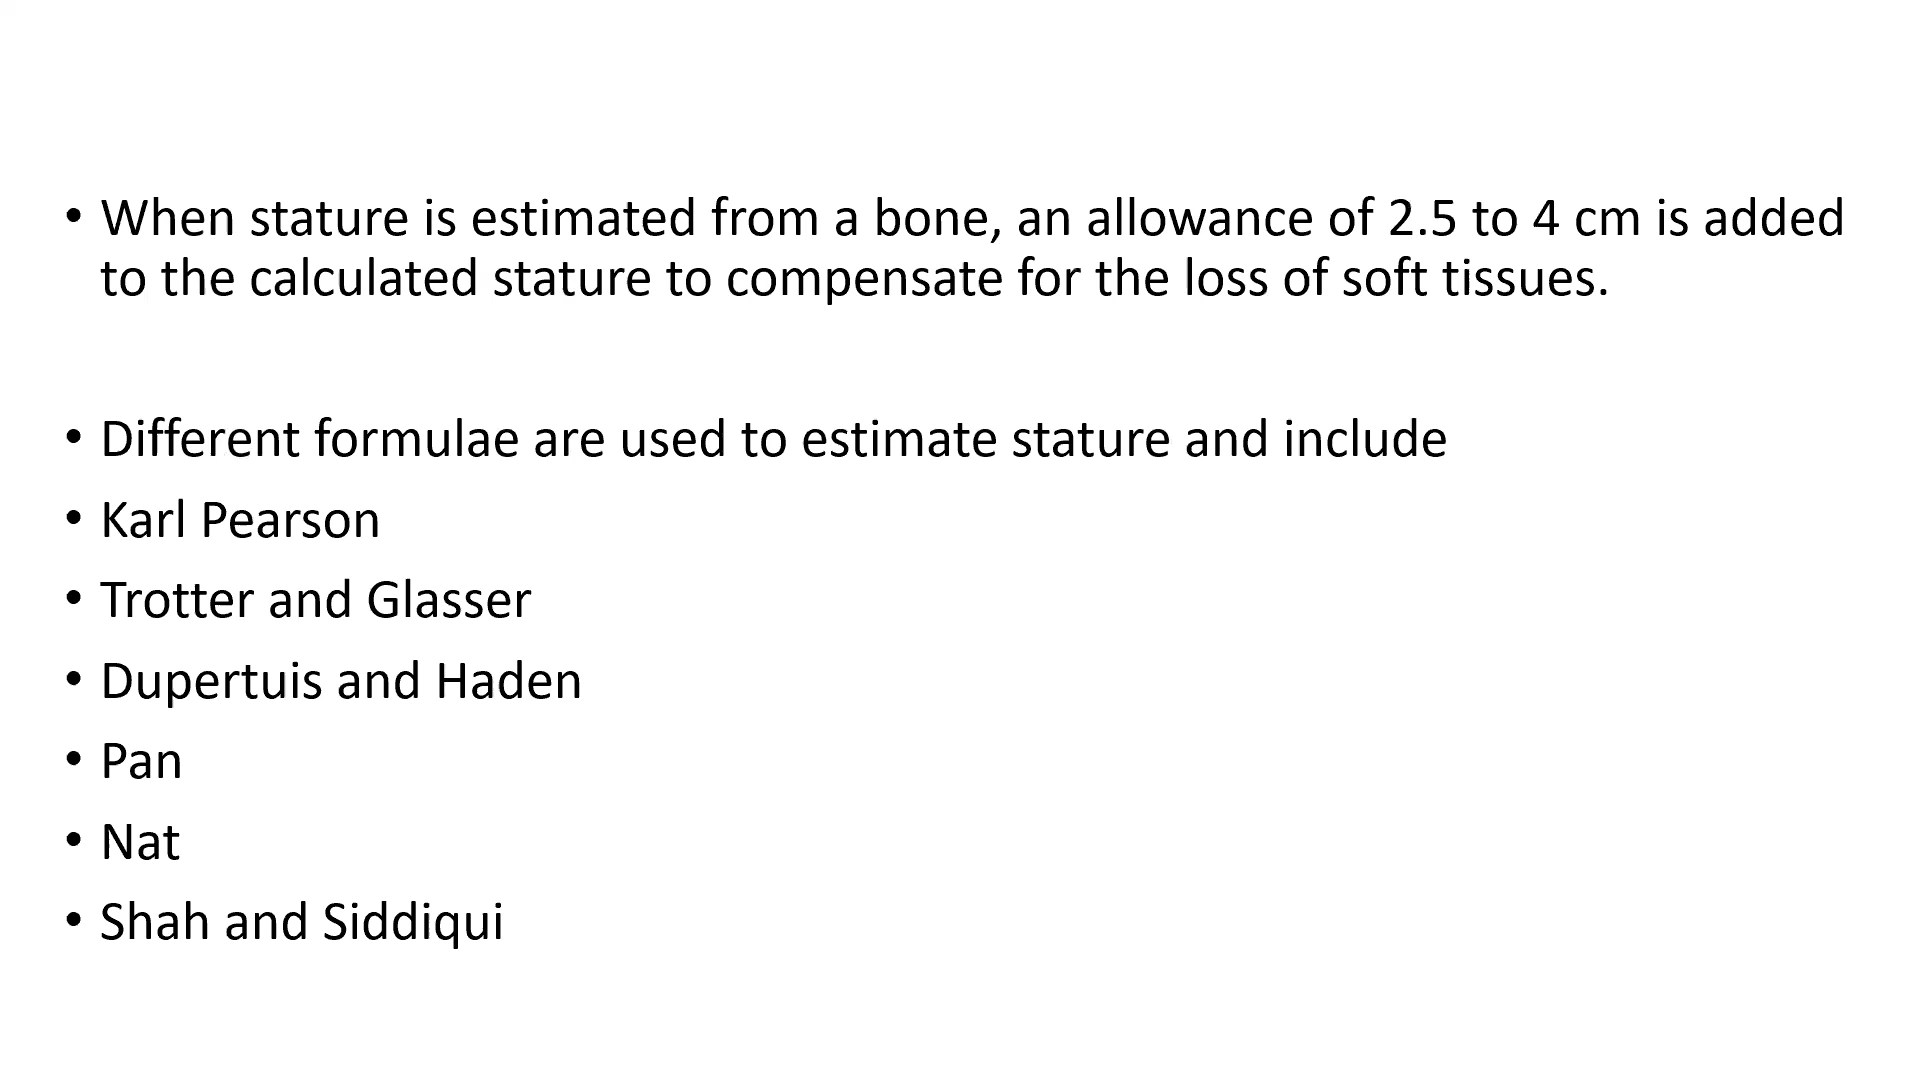 • When stature is estimated from a bone, an allowance of 2.5 to 4 cm is added
to the calculated stature to compensate for the loss of soft tissues.
• Different formulae are used to estimate stature and include
• Karl Pearson
• Trotter and Glasser
• Dupertuis and Haden
• Pan
• Nat
• Shah and Siddiqui